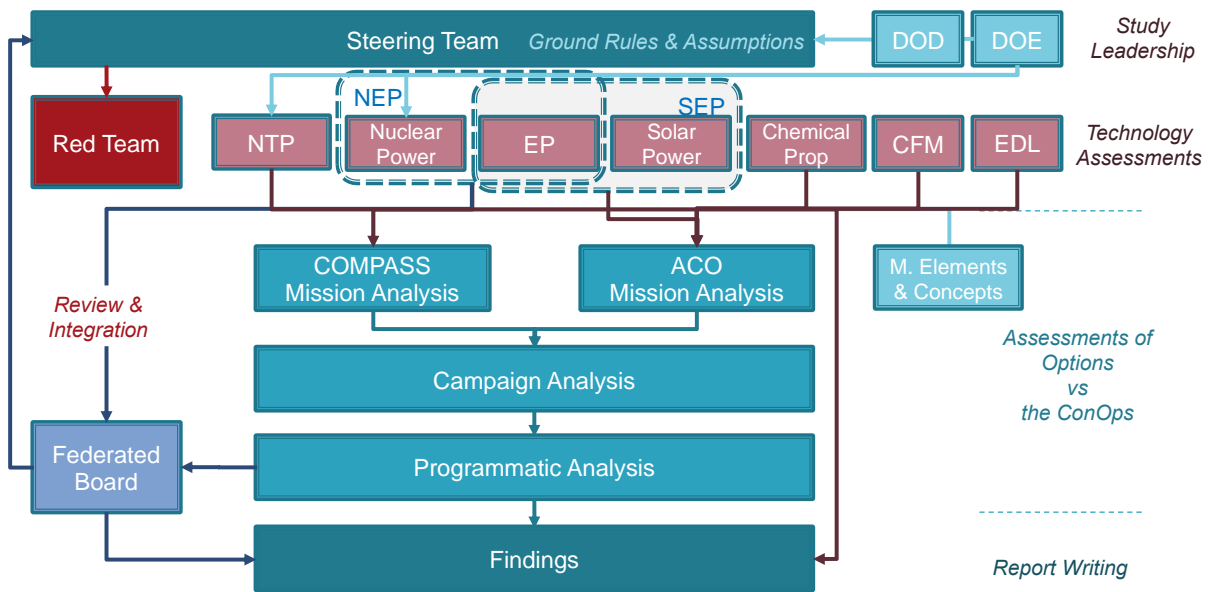 Steering Team
Ground Rules & Assumptions
DOD
DOE
Study
Leadership
Red Team
NEP
SEP
NTP
Nuclear
Power
EP
Solar
Power
Chemical
Prop
CFM
EDL
Technology
Assessments
COMPASS
Mission Analysis
ACO
Mission Analysis
M. Elements
& Concepts
Review &
Integration
Campaign Analysis
Assessments of
Options
vs
the ConOps
Federated
Board
Programmatic Analysis
Findings
Report Writing